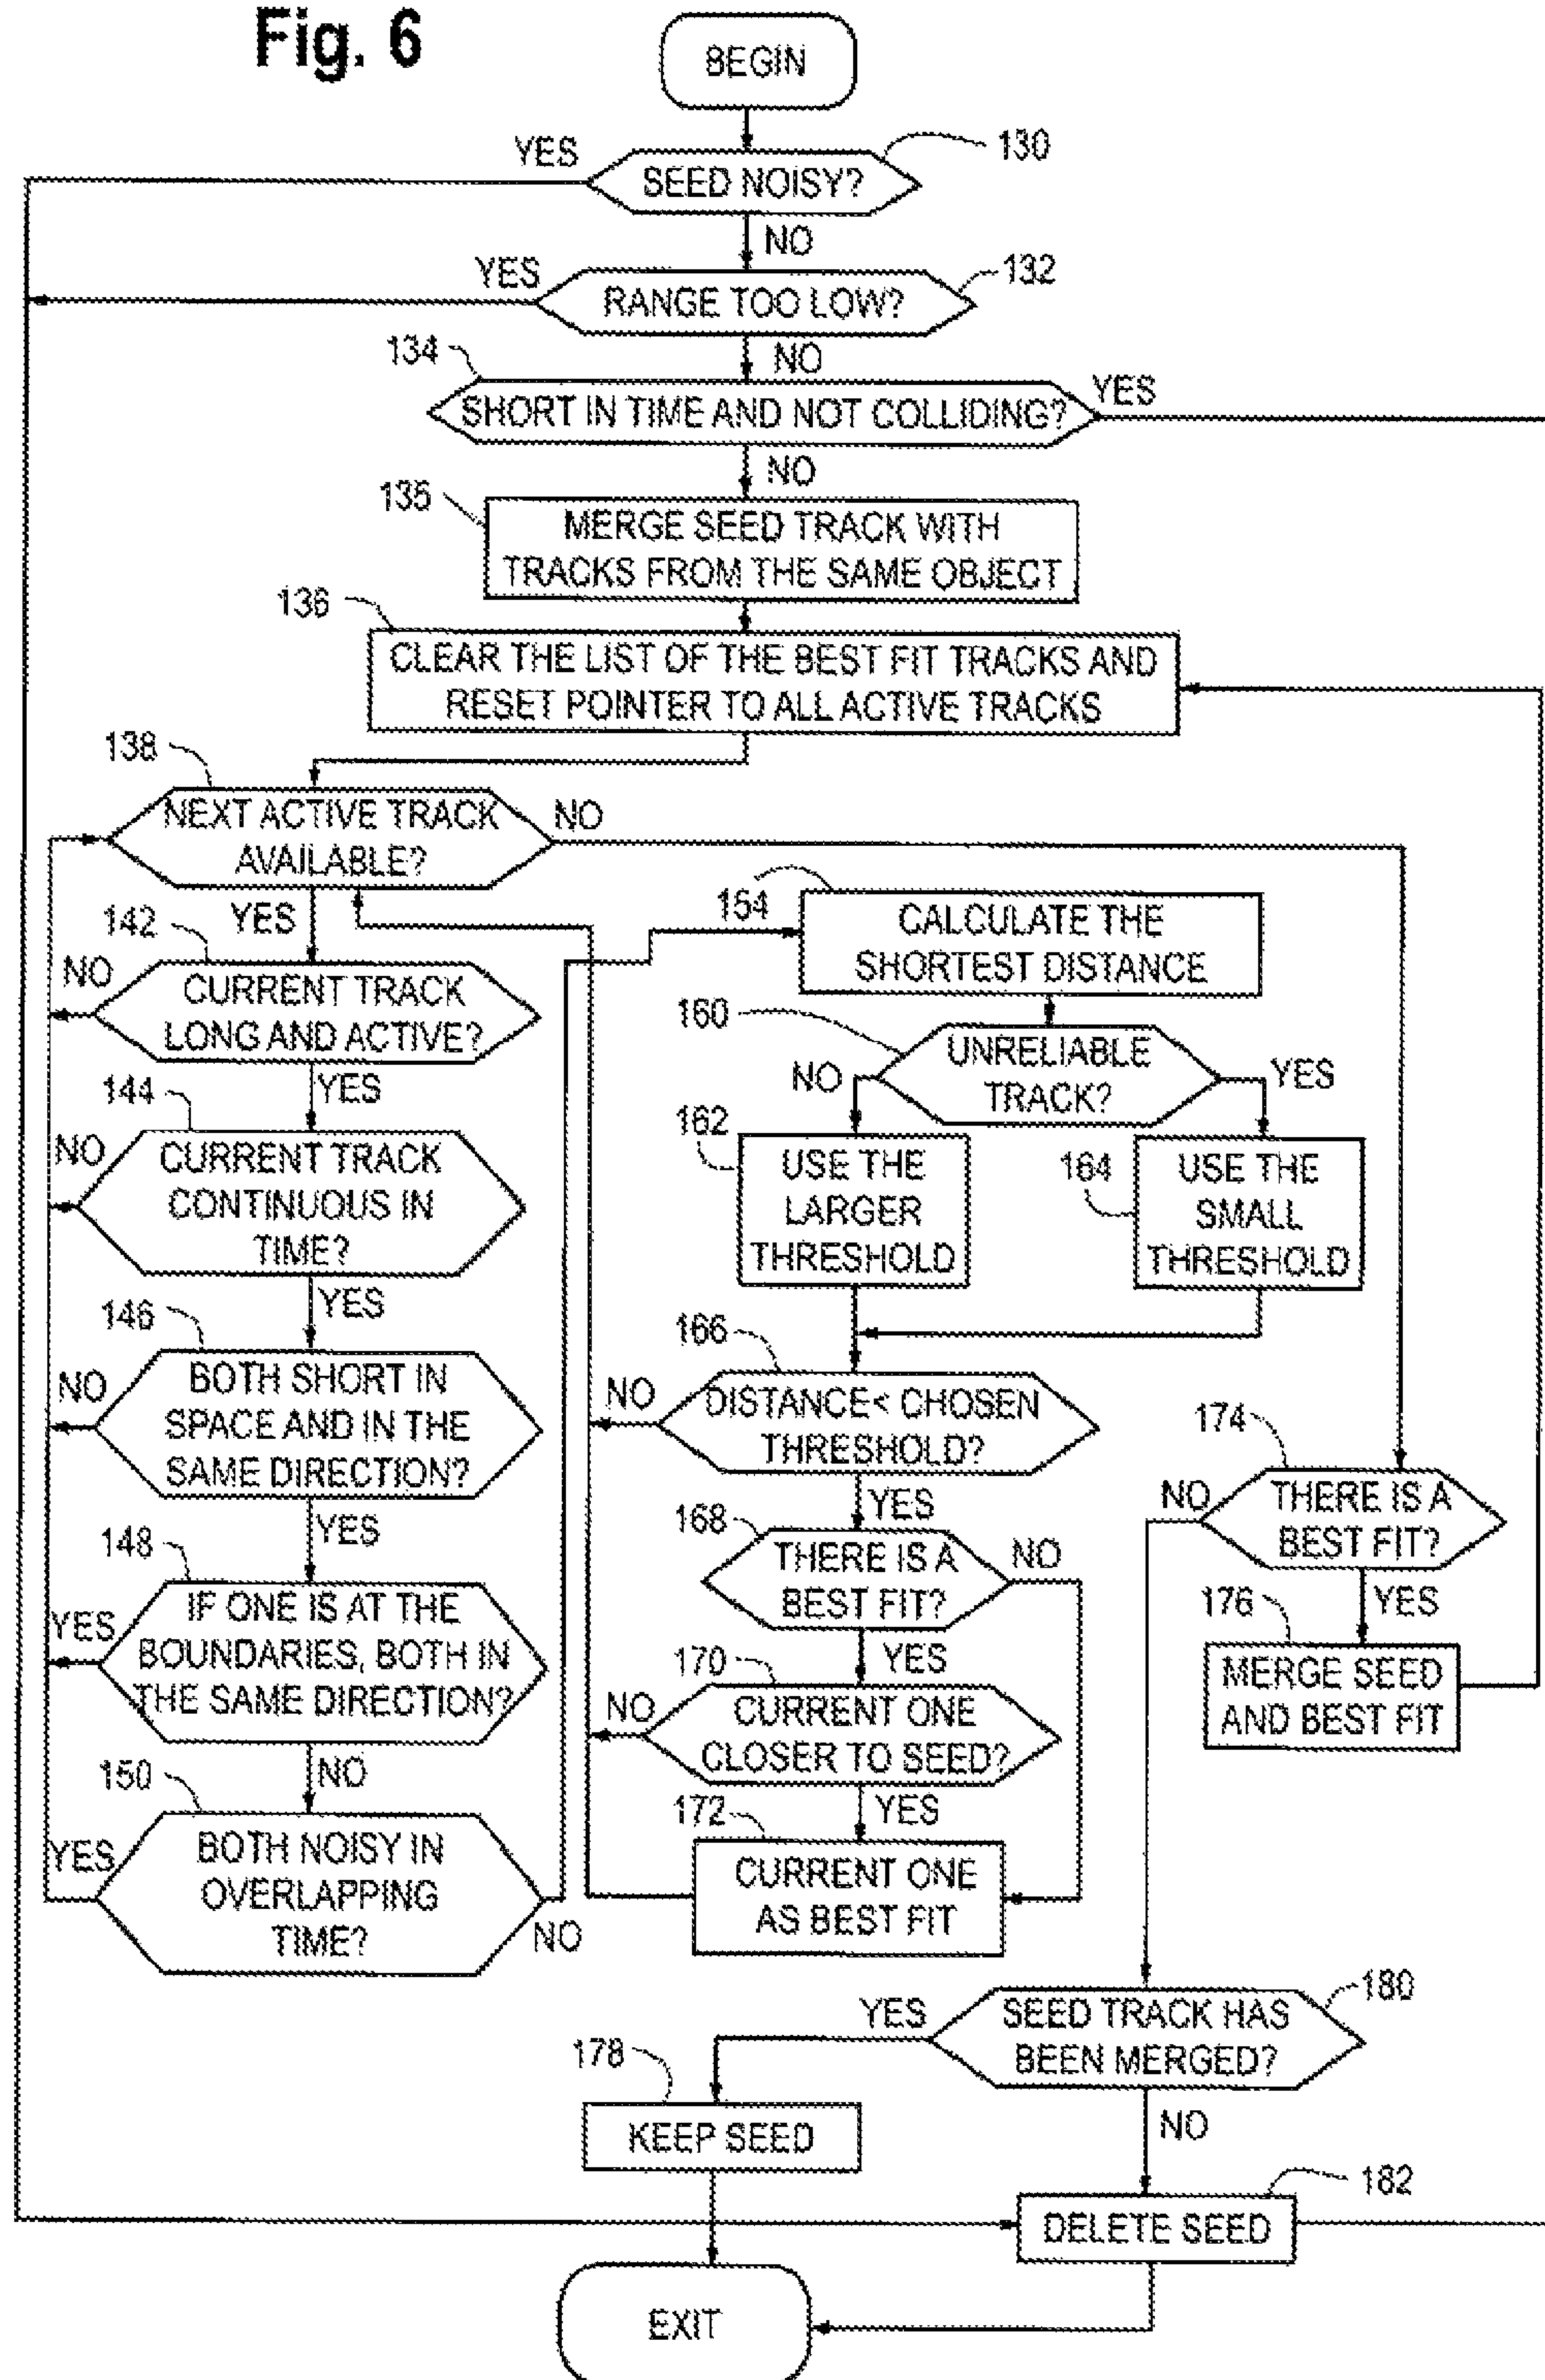 Fig. 6
BEGIN
YES
130
SEED NOISY?
NO
YES
132
RANGE TOO LOW?
134
NO
YES
SHORT IN TIME AND NOT COLLIDING?
NO
135
MERGE SEED TRACK WITH
TRACKS FROM THE SAME OBJECT
136
CLEAR THE LIST OF THE BEST FIT TRACKS AND
RESET POINTER TO ALL ACTIVE TRACKS
138
NEXT ACTIVE TRACK
AVAILABLE?
NO
YES
142
NO
CURRENT TRACK
LONG AND ACTIVE?
YES
144
NO
CURRENT TRACK
CONTINUOUS IN
TIME?
YES
146
NO
BOTH SHORT IN
SPACE AND IN THE
SAME DIRECTION?
YES
148
YES
IF ONE IS AT THE
BOUNDARIES, BOTH IN
THE SAME DIRECTION?
NO
150
YES
BOTH NOISY IN
OVERLAPPING
TIME?
NO
154
CALCULATE THE
SHORTEST DISTANCE
160
NO
UNRELIABLE
TRACK?
YES
162
USE THE
LARGER
THRESHOLD
164
USE THE
SMALL
THRESHOLD
166
NO
DISTANCE< CHOSEN
THRESHOLD?
YES
168
THERE IS A
BEST FIT?
NO
YES
170
NO
CURRENT ONE
CLOSER TO SEED?
YES
172
CURRENT ONE
AS BEST FIT
174
NO
THERE IS A
BEST FIT?
YES
176
MERGE SEED
AND BEST FIT
180
YES
SEED TRACK HAS
BEEN MERGED?
NO
178
KEEP SEED
182
DELETE SEED
EXIT